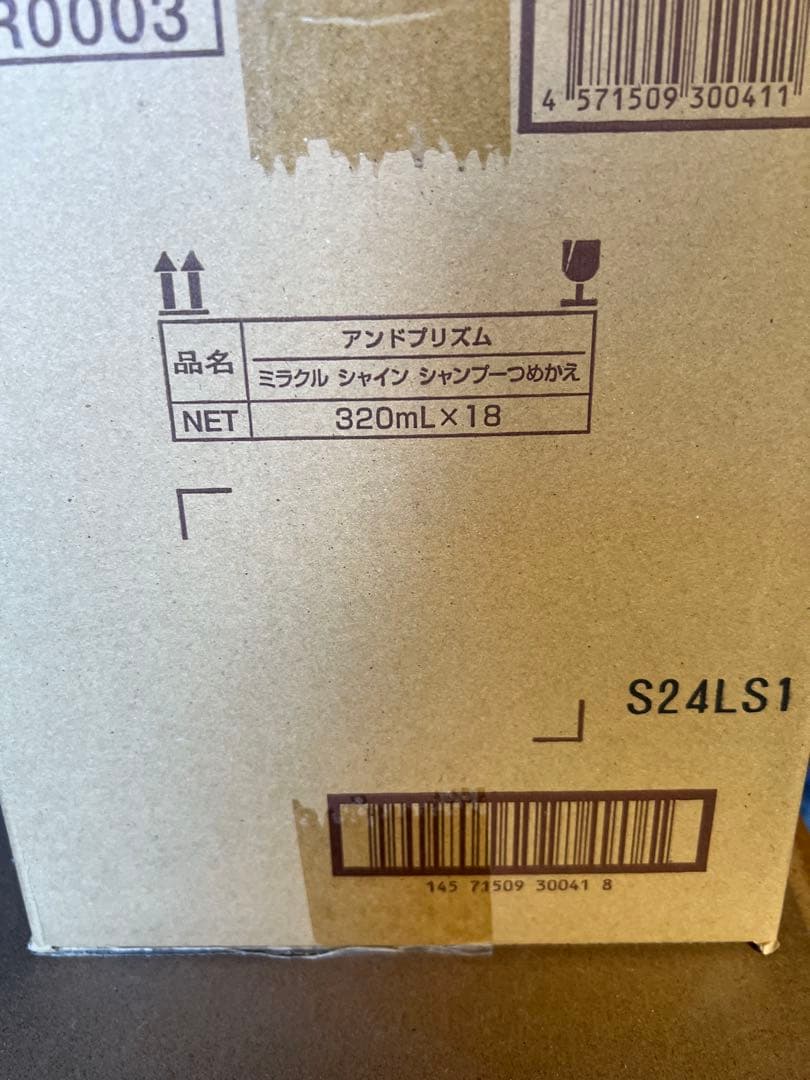 R0003
4 571509 300411
品名
アンドプリズム
ミラクル シャイン シャンプーつめかえ
NET
320mL×18
S24LS1
145 71509 30041 8